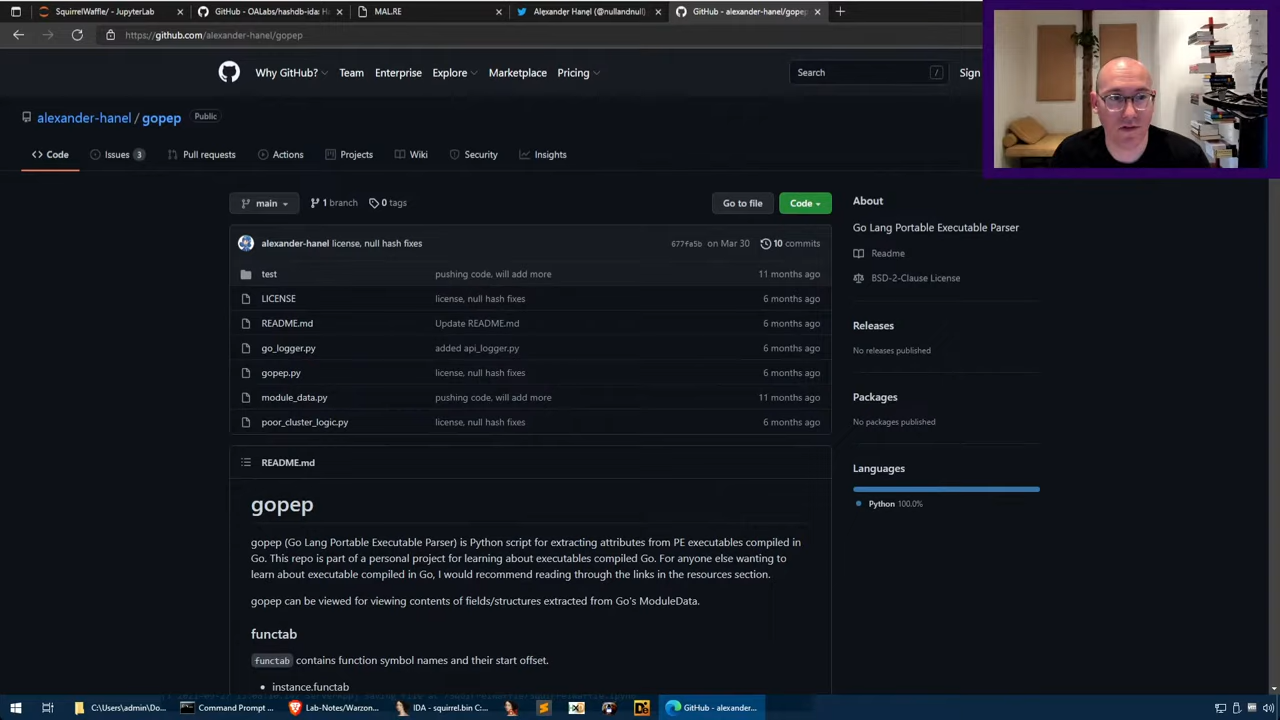 SquirrelWaffle/ - JupyterLab
GitHub - OALabs/hashdb-ida: H
MAL.RE
Alexander Hanel (@nullandnull)
GitHub - alexander-hanel/gopep
https://github.com/alexander-hanel/gopep
Why GitHub?
Team
Enterprise
Explore
Marketplace
Pricing
Search
/
Sign
alexander-hanel / gopep
Public
Code
Issues 3
Pull requests
Actions
Projects
Wiki
Security
Insights
main
1 branch
0 tags
Go to file
Code
About
Go Lang Portable Executable Parser
Readme
BSD-2-Clause License
Releases
No releases published
Packages
No packages published
Languages
Python 100.0%
alexander-hanel license, null hash fixes
677fa5b on Mar 30
10 commits
test pushing code, will add more 11 months ago
LICENSE license, null hash fixes 6 months ago
README.md Update README.md 6 months ago
go_logger.py added api_logger.py 6 months ago
gopep.py license, null hash fixes 6 months ago
module_data.py pushing code, will add more 11 months ago
poor_cluster_logic.py license, null hash fixes 6 months ago
README.md
gopep
gopep (Go Lang Portable Executable Parser) is Python script for extracting attributes from PE executables compiled in
Go. This repo is part of a personal project for learning about executables compiled Go. For anyone else wanting to
learn about executable compiled in Go, I would recommend reading through the links in the resources section.
gopep can be viewed for viewing contents of fields/structures extracted from Go's ModuleData.
functab
functab contains function symbol names and their start offset.
instance.functab
C:\Users\admin\Do...
Command Prompt ...
Lab-Notes/Warzon...
IDA - squirrel.bin C:...
GitHub - alexander...